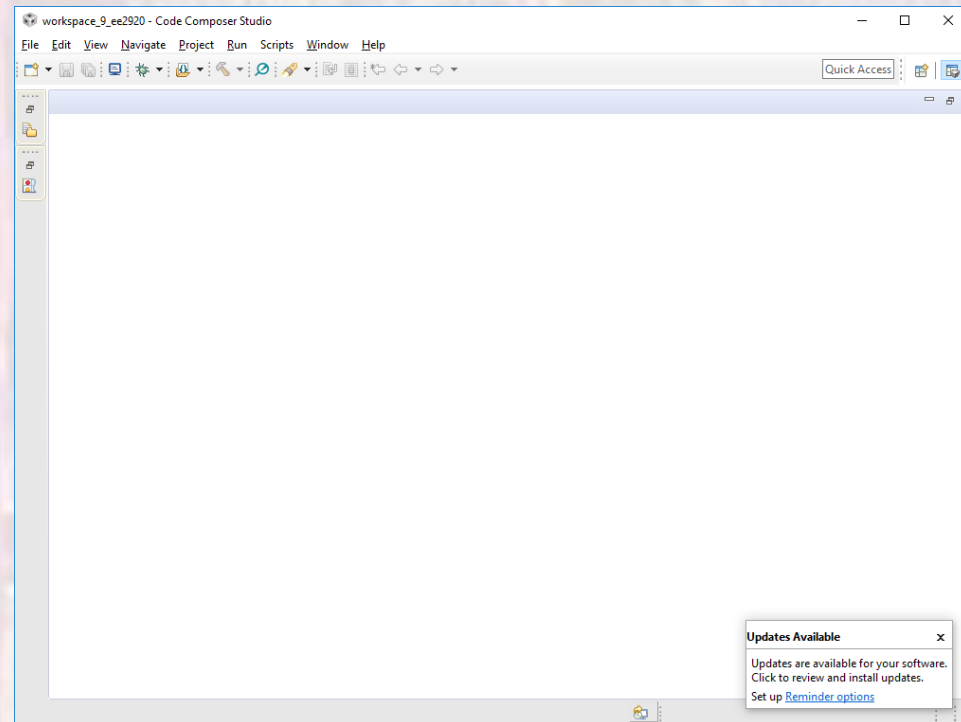 workspace_9_ee2920 - Code Composer Studio
File Edit View Navigate Project Run Scripts Window Help
Quick Access
Updates Available
Updates are available for your software.
Click to review and install updates.
Set up Reminder options